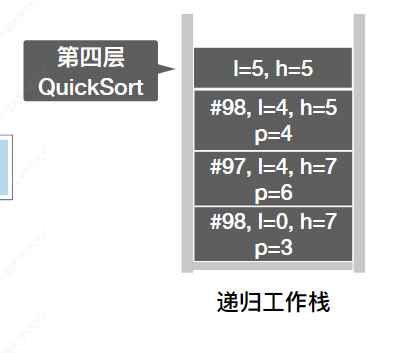 第四层
QuickSort
l=5, h=5
#98, l=4, h=5
p=4
#97, l=4, h=7
p=6
#98, l=0, h=7
p=3
递归工作栈